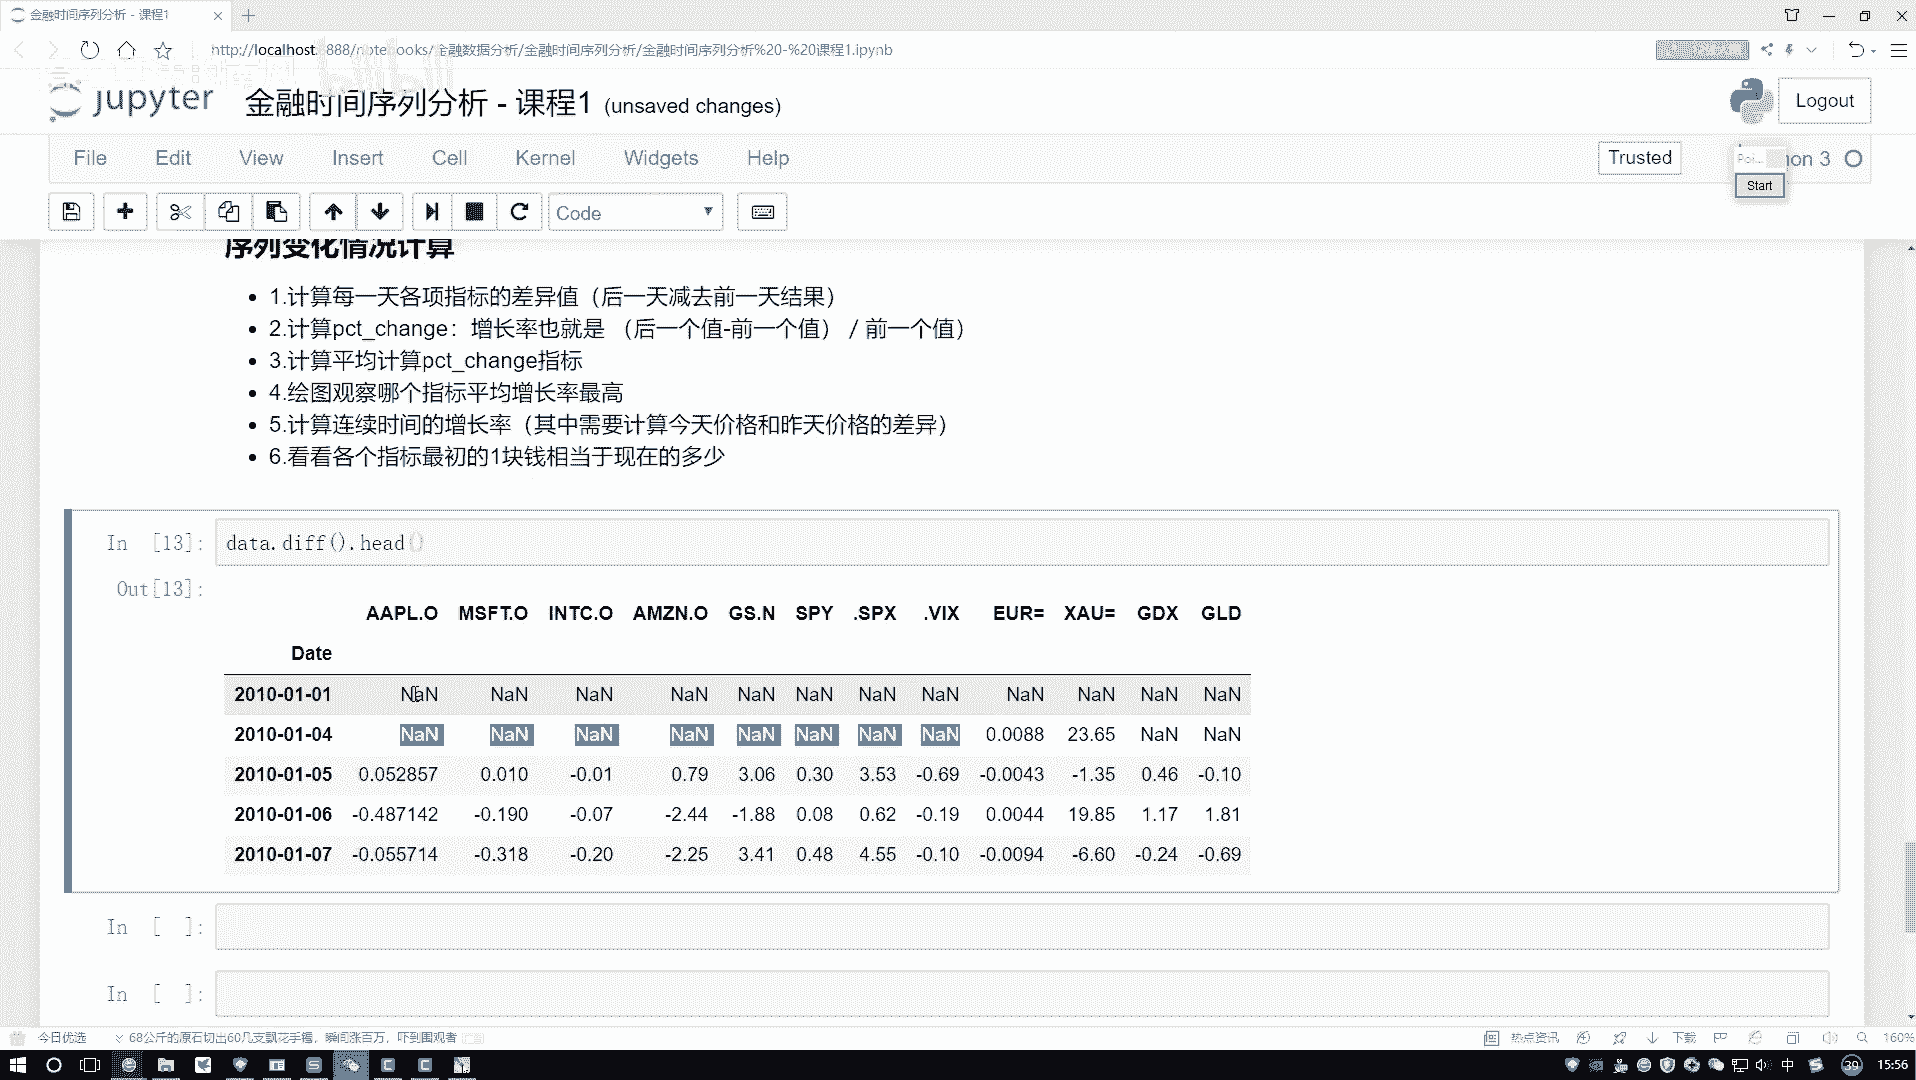 金融时间序列分析 - 课程1
http://localhost:8888/notebooks/金融数据分析/金融时间序列分析/金融时间序列分析%20-%20课程1.ipynb
jupyter 金融时间序列分析 - 课程1 (unsaved changes) Logout
File Edit View Insert Cell Kernel Widgets Help Trusted
Start
Code
序列变化情况计算
1.计算每一天各项指标的差异值（后一天减去前一天结果）
2.计算pct_change：增长率也就是 （后一个值-前一个值） / 前一个值）
3.计算平均计算pct_change指标
4.绘图观察哪个指标平均增长率最高
5.计算连续时间的增长率（其中需要计算今天价格和昨天价格的差异）
6.看看各个指标最初的1块钱相当于现在的多少
In [13]: data.diff().head()
Out[13]:
AAPL.O MSFT.O INTC.O AMZN.O GS.N SPY .SPX .VIX EUR= XAU= GDX GLD
Date
2010-01-01 NaN NaN NaN NaN NaN NaN NaN NaN NaN NaN NaN NaN
2010-01-04 NaN NaN NaN NaN NaN NaN NaN NaN 0.0088 23.65 NaN NaN
2010-01-05 0.052857 0.010 -0.01 0.79 3.06 0.30 3.53 -0.69 -0.0043 -1.35 0.46 -0.10
2010-01-06 -0.487142 -0.190 -0.07 -2.44 -1.88 0.08 0.62 -0.19 0.0044 19.85 1.17 1.81
2010-01-07 -0.055714 -0.318 -0.20 -2.25 3.41 0.48 4.55 -0.10 -0.0094 -6.60 -0.24 -0.69
In [ ]:
In [ ]:
今日优选 68公斤的原石切出60几支飘花手镯，瞬间张百万，吓到围观者 热点资讯 下载 160%
中 39 15:56